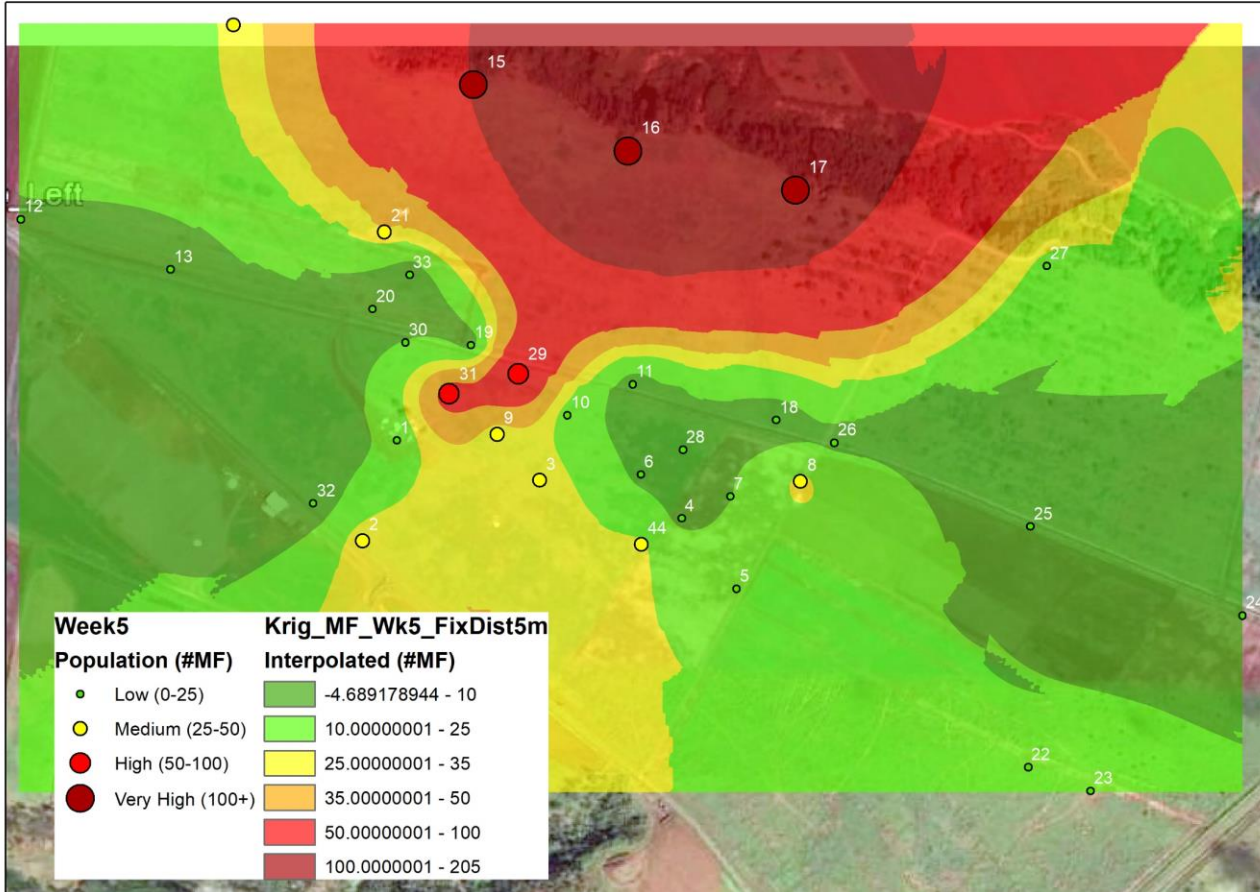 15
16
17
_Left
12
21
13
33
27
20
30
19
29
31
11
10
18
9
1
26
28
3
6
8
7
32
4
25
2
44
5
24
22
23
Week5
Population (#MF)
Low (0-25)
Medium (25-50)
High (50-100)
Very High (100+)
Krig_MF_Wk5_FixDist5m
Interpolated (#MF)
-4.689178944 - 10
10.00000001 - 25
25.00000001 - 35
35.00000001 - 50
50.00000001 - 100
100.0000001 - 205